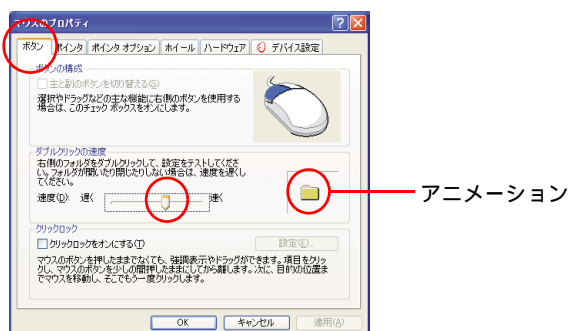 マウスのプロパティ
ボタン ポインタ ポインタ オプション ホイール ハードウェア デバイス設定
ボタンの構成
主と副のボタンを切り替える(S)
選択やドラッグなどの主な機能に右側のボタンを使用する
場合は、このチェック ボックスをオンにします。
ダブルクリックの速度
右側のフォルダをダブルクリックして、設定をテストしてくださ
い。フォルダが開いたり閉じたりしない場合は、速度を遅くし
てください。
速度(D): 遅く 速く
アニメーション
クリックロック
クリックロックをオンにする(T)
設定(E)...
マウスのボタンを押したままでなくても、強調表示やドラッグができます。項目をクリッ
クし、マウスのボタンを少しの間押したままにしてから離します。次に、目的の位置ま
でマウスを移動し、そこでもう一度クリックします。
OK キャンセル 適用(A)